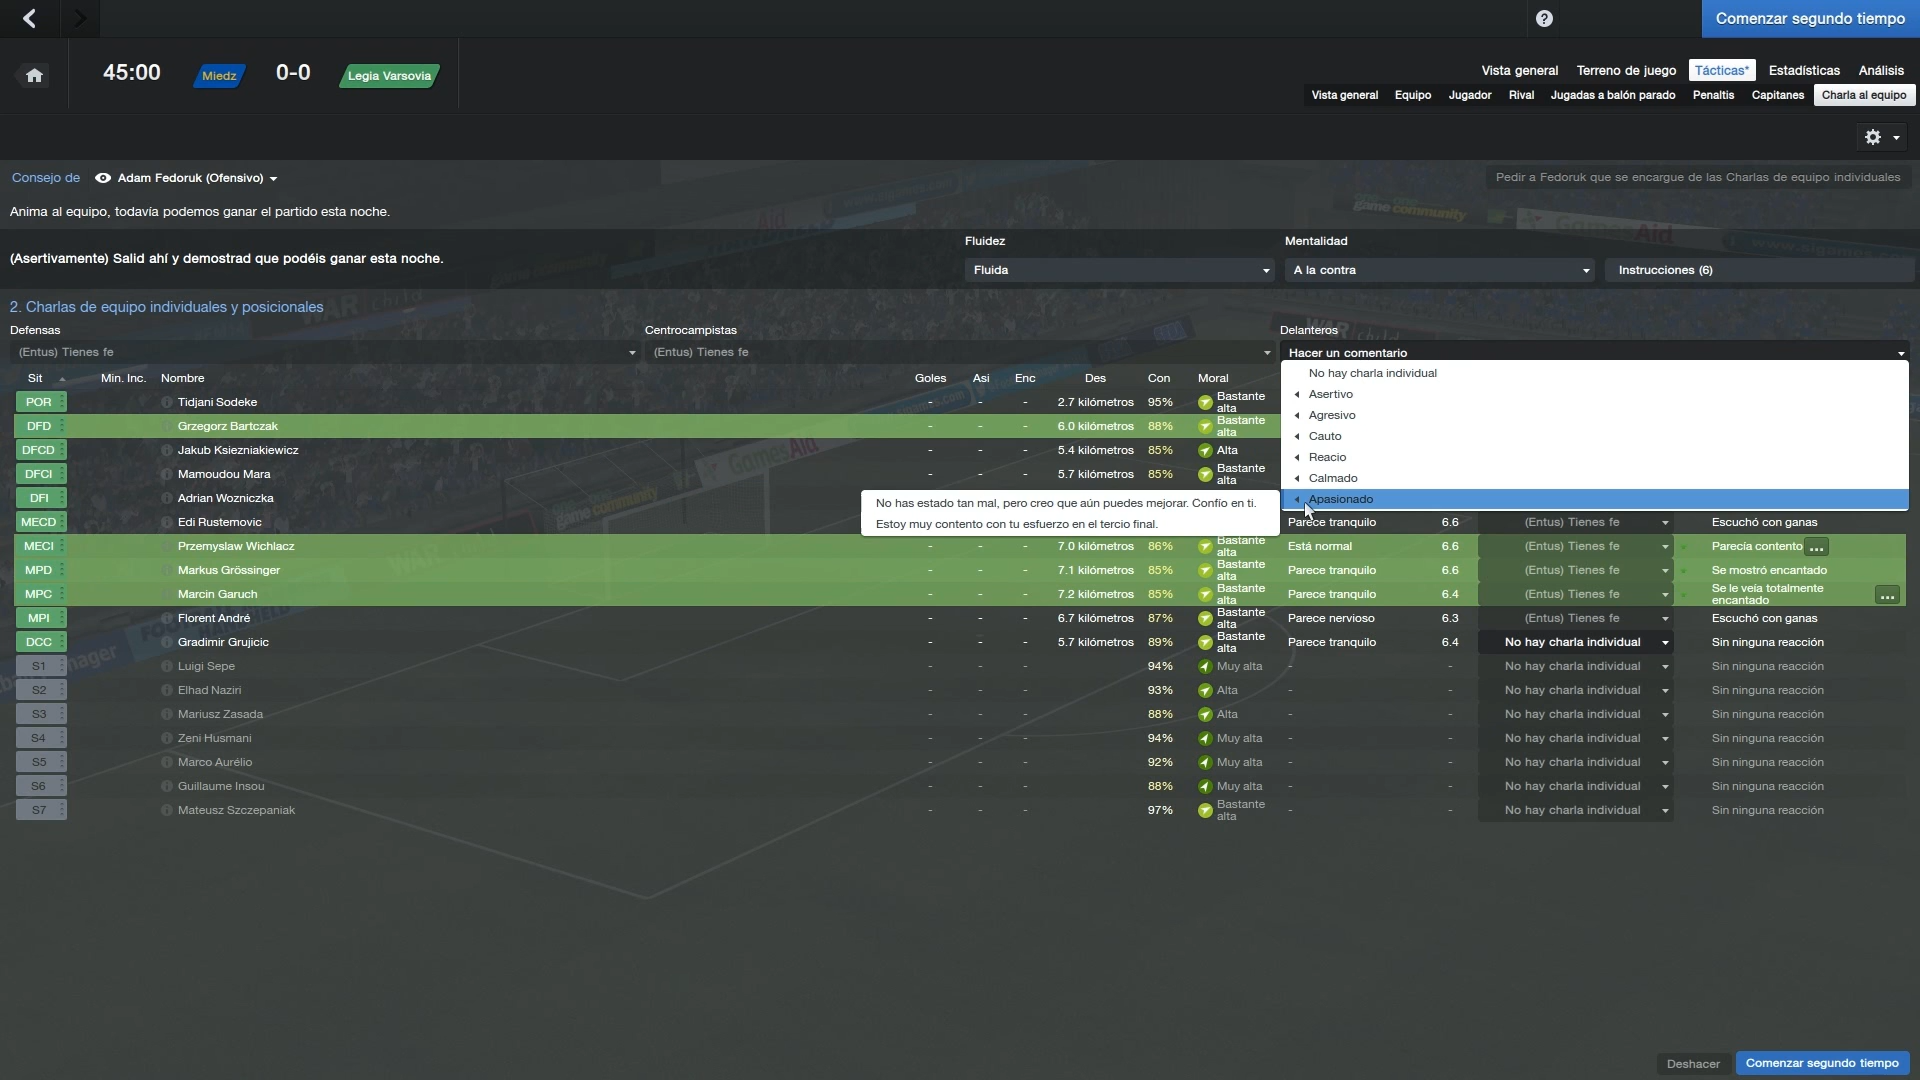 Comenzar segundo tiempo
45:00 Miedz 0-0 Legia Varsovia
Vista general Terreno de juego Tácticas* Estadísticas Análisis
Vista general Equipo Jugador Rival Jugadas a balón parado Penaltis Capitanes Charla al equipo
Consejo de Adam Fedoruk (Ofensivo) Pedir a Fedoruk que se encargue de las Charlas de equipo individuales
Anima al equipo, todavía podemos ganar el partido esta noche.
Fluidez Mentalidad
(Asertivamente) Salid ahí y demostrad que podéis ganar esta noche.
Fluida A la contra Instrucciones (6)
2. Charlas de equipo individuales y posicionales
Defensas Centrocampistas Delanteros
(Entus) Tienes fe (Entus) Tienes fe Hacer un comentario
No hay charla individual
Asertivo
Agresivo
Cauto
Reacio
Calmado
Apasionado
No has estado tan mal, pero creo que aún puedes mejorar. Confío en ti.
Estoy muy contento con tu esfuerzo en el tercio final.
Sit Min. Inc. Nombre Goles Asi Enc Des Con Moral
POR Tidjani Sodeke - - - 2.7 kilómetros 95% Bastante alta
DFD Grzegorz Bartczak - - - 6.0 kilómetros 88% Bastante alta
DFCD Jakub Ksiezniakiewicz - - - 5.4 kilómetros 85% Alta
DFCI Mamoudou Mara - - - 5.7 kilómetros 85% Bastante alta
DFI Adrian Wozniczka
MECD Edi Rustemovic Parece tranquilo 6.6 (Entus) Tienes fe Escuchó con ganas
MECI Przemyslaw Wichlacz - - - 7.0 kilómetros 86% Bastante alta Está normal 6.6 (Entus) Tienes fe Parecía contento ...
MPD Markus Grössinger - - - 7.1 kilómetros 85% Bastante alta Parece tranquilo 6.6 (Entus) Tienes fe Se mostró encantado
MPC Marcin Garuch - - - 7.2 kilómetros 85% Bastante alta Parece tranquilo 6.4 (Entus) Tienes fe Se le veía totalmente encantado ...
MPI Florent André - - - 6.7 kilómetros 87% Bastante alta Parece nervioso 6.3 (Entus) Tienes fe Escuchó con ganas
DCC Gradimir Grujicic - - - 5.7 kilómetros 89% Bastante alta Parece tranquilo 6.4 No hay charla individual Sin ninguna reacción
S1 Luigi Sepe - - - 94% Muy alta - - No hay charla individual Sin ninguna reacción
S2 Elhad Naziri - - - 93% Alta - - No hay charla individual Sin ninguna reacción
S3 Mariusz Zasada - - - 88% Alta - - No hay charla individual Sin ninguna reacción
S4 Zeni Husmani - - - 94% Muy alta - - No hay charla individual Sin ninguna reacción
S5 Marco Aurélio - - - 92% Muy alta - - No hay charla individual Sin ninguna reacción
S6 Guillaume Insou - - - 88% Muy alta - - No hay charla individual Sin ninguna reacción
S7 Mateusz Szczepaniak - - - 97% Bastante alta - - No hay charla individual Sin ninguna reacción
Deshacer Comenzar segundo tiempo